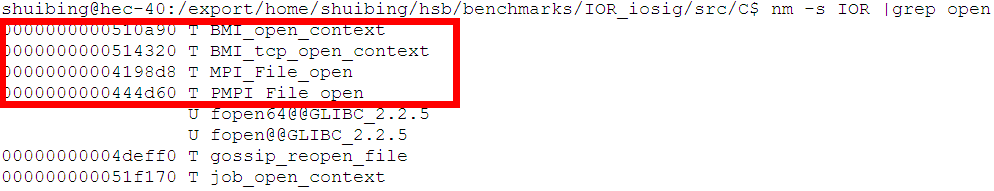 shuibing@hec-40:/export/home/shuibing/hsb/benchmarks/IOR_iosig/src/C$ nm -s IOR |grep open
0000000000510a90 T BMI_open_context
0000000000514320 T BMI_tcp_open_context
00000000004198d8 T MPI_File_open
0000000000444d60 T PMPI_File_open
U fopen64@@GLIBC_2.2.5
U fopen@@GLIBC_2.2.5
00000000004deff0 T gossip_reopen_file
000000000051f170 T job_open_context